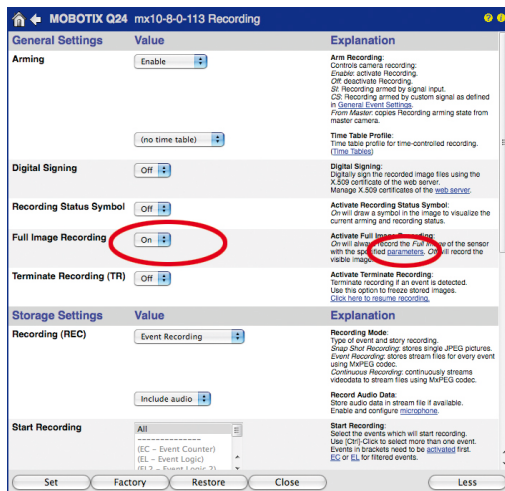 MOBOTIX Q24 mx10-8-0-113 Recording
General Settings Value Explanation
Arming Enable Arm Recording:
Controls camera recording:
Enable: activate Recording.
Off: deactivate Recording.
SI: Recording armed by signal input.
CS: Recording armed by custom signal as defined
in General Event Settings.
From Master: copies Recording arming state from
master camera.
(no time table) Time Table Profile:
Time table profile for time-controlled recording.
(Time Tables)
Digital Signing Off Digital Signing:
Digitally sign the recorded image files using the
X.509 certificate of the web server.
Manage X.509 certificates of the web server.
Recording Status Symbol Off Activate Recording Status Symbol:
On will draw a symbol in the image to visualize the
current arming and recording status.
Full Image Recording On Activate Full Image Recording:
On will always record the Full Image of the sensor
with the specified parameters. Off will record the
visible image.
Terminate Recording (TR) Off Activate Terminate Recording:
Terminate recording if an event is detected.
Use this option to freeze stored images.
Click here to resume recording.
Storage Settings Value Explanation
Recording (REC) Event Recording Recording Mode:
Type of event and story recording.
Snap Shot Recording: stores single JPEG pictures.
Event Recording: stores stream files for every event
using MxPEG codec.
Continuous Recording: continuously streams
videodata to stream files using MxPEG codec.
Include audio Record Audio Data:
Store audio data in stream file if available.
Enable and configure microphone.
Start Recording All Start Recording:
Select the events which will start recording.
--------------
Use [Ctrl]-Click to select more than one event.
(EC - Event Counter) Events in brackets need to be activated first.
(EL - Event Logic) EC or EL for filtered events.
(EL2 - Event Logic 2)
Set Factory Restore Close Less